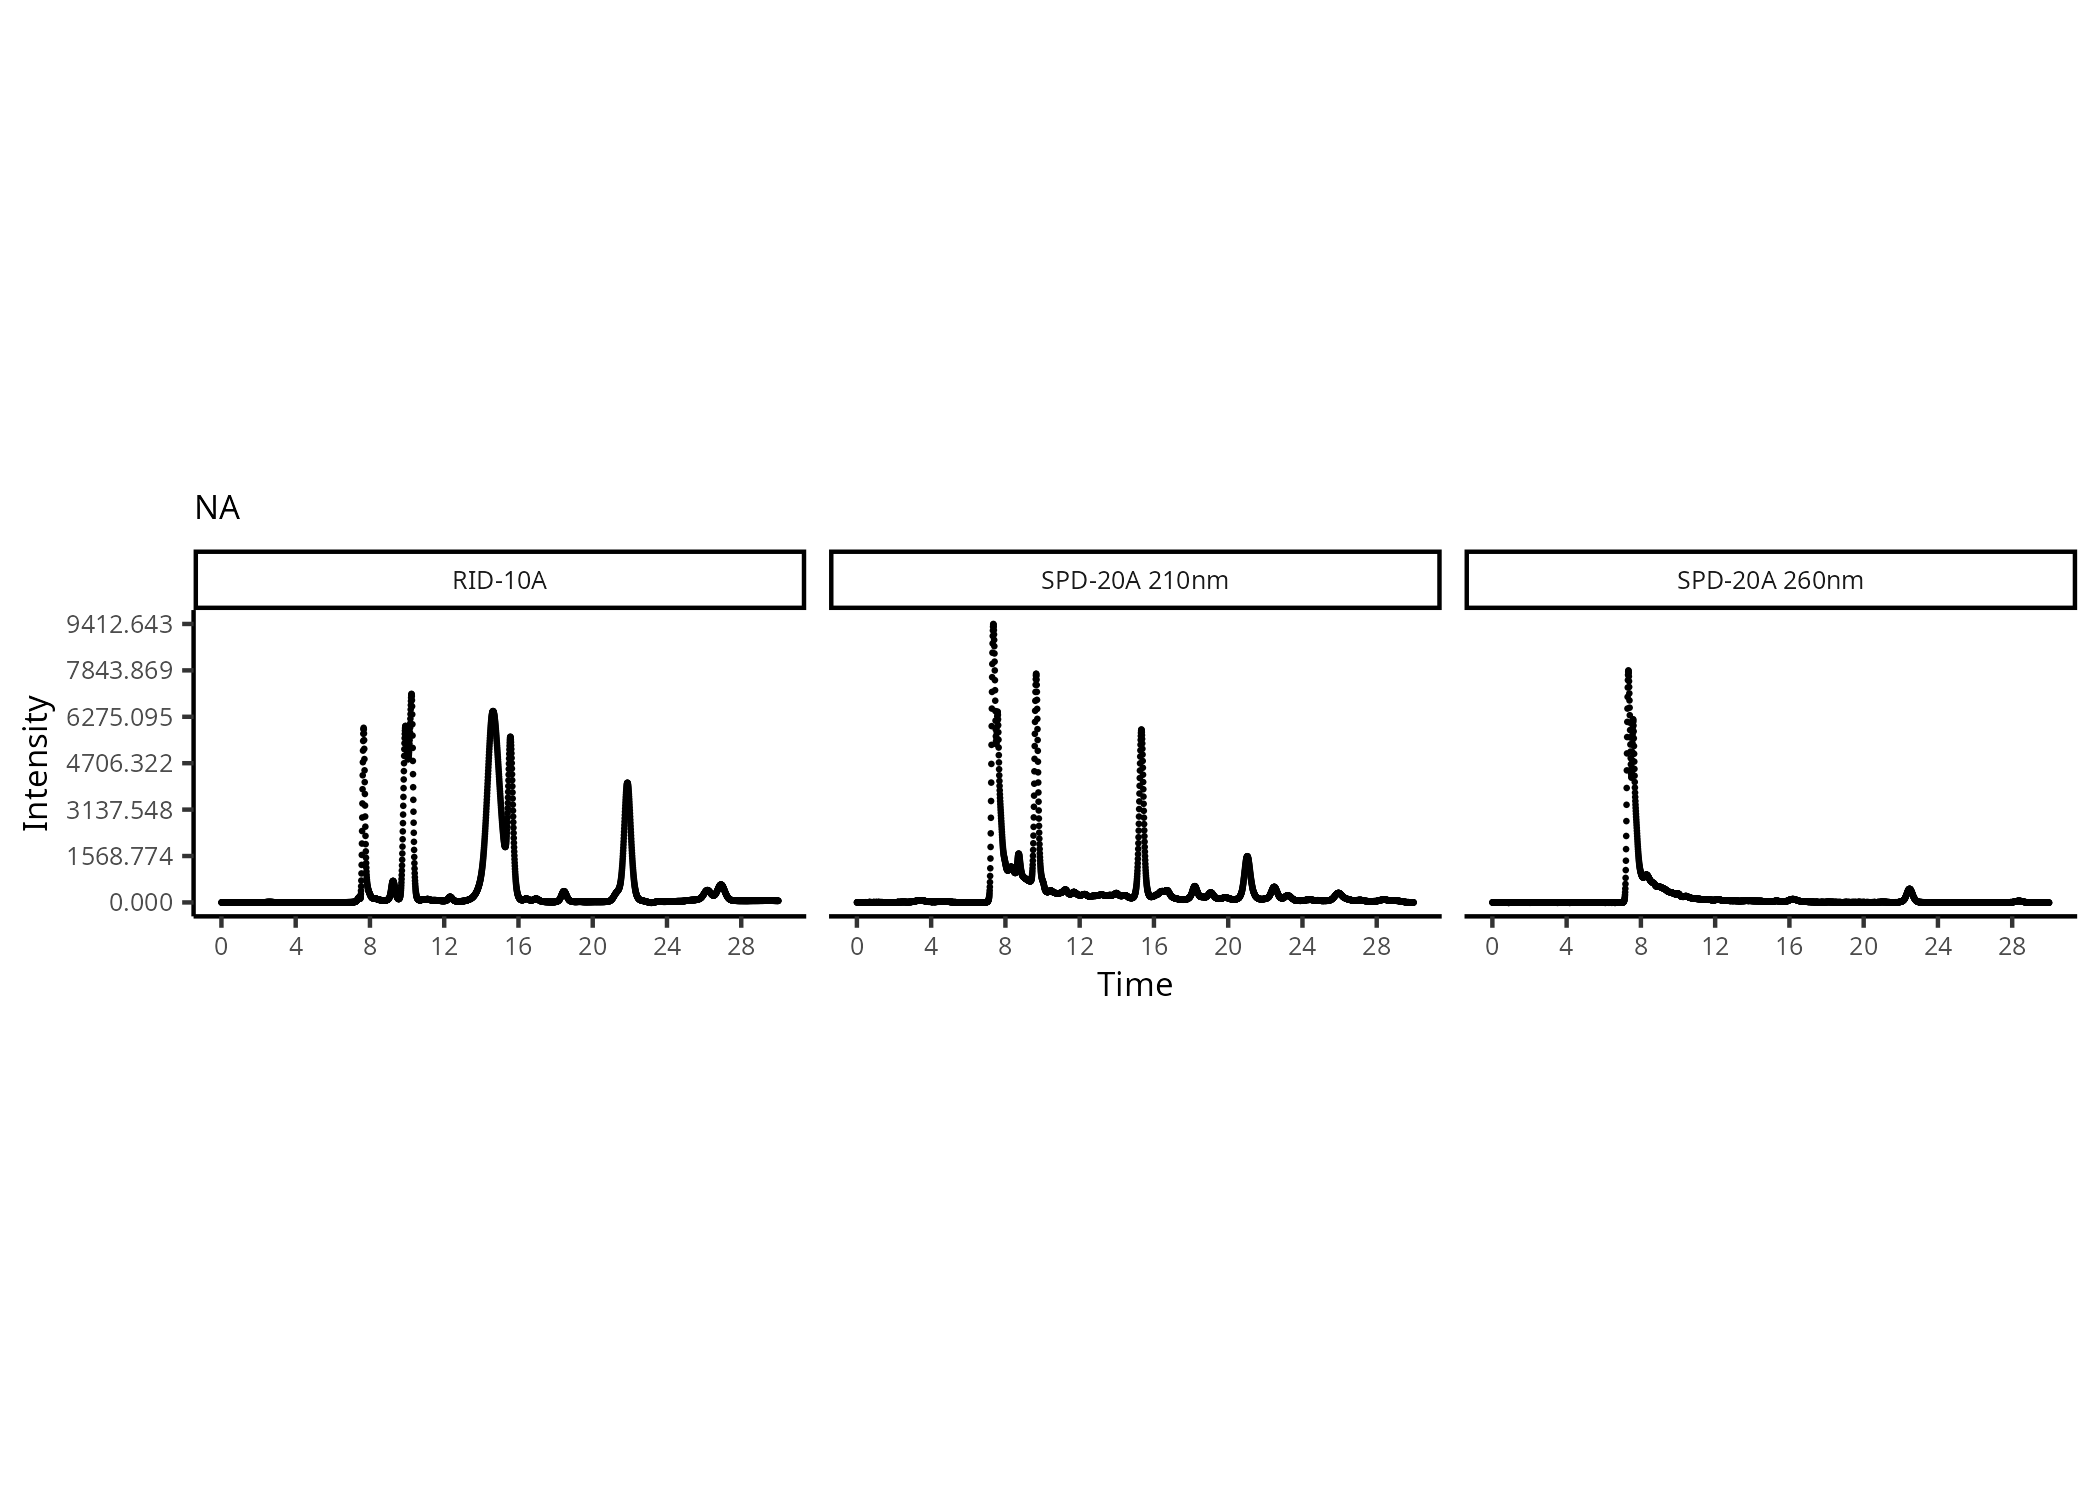 NA
RID-10A
SPD-20A 210nm
SPD-20A 260nm
9412.643
7843.869
6275.095
4706.322
3137.548
1568.774
0.000
Intensity
0 4 8 12 16 20 24 28
0 4 8 12 16 20 24 28
0 4 8 12 16 20 24 28
Time